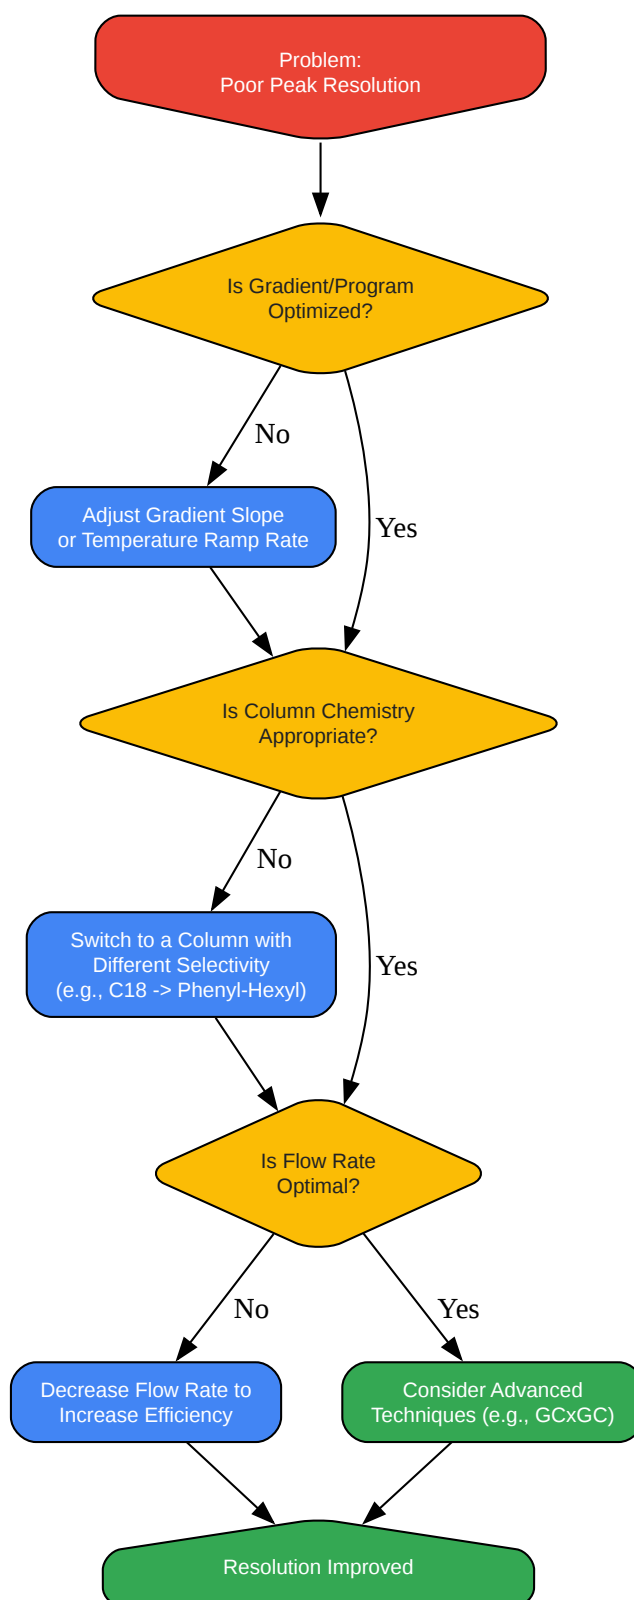 Problem:
Poor Peak Resolution
Is Gradient/Program
Optimized?
No
Adjust Gradient Slope
or Temperature Ramp Rate
Yes
Is Column Chemistry
Appropriate?
No
Switch to a Column with
Different Selectivity
(e.g., C18 -> Phenyl-Hexyl)
Yes
Is Flow Rate
Optimal?
No
Yes
Decrease Flow Rate to
Increase Efficiency
Consider Advanced
Techniques (e.g., GCxGC)
Resolution Improved